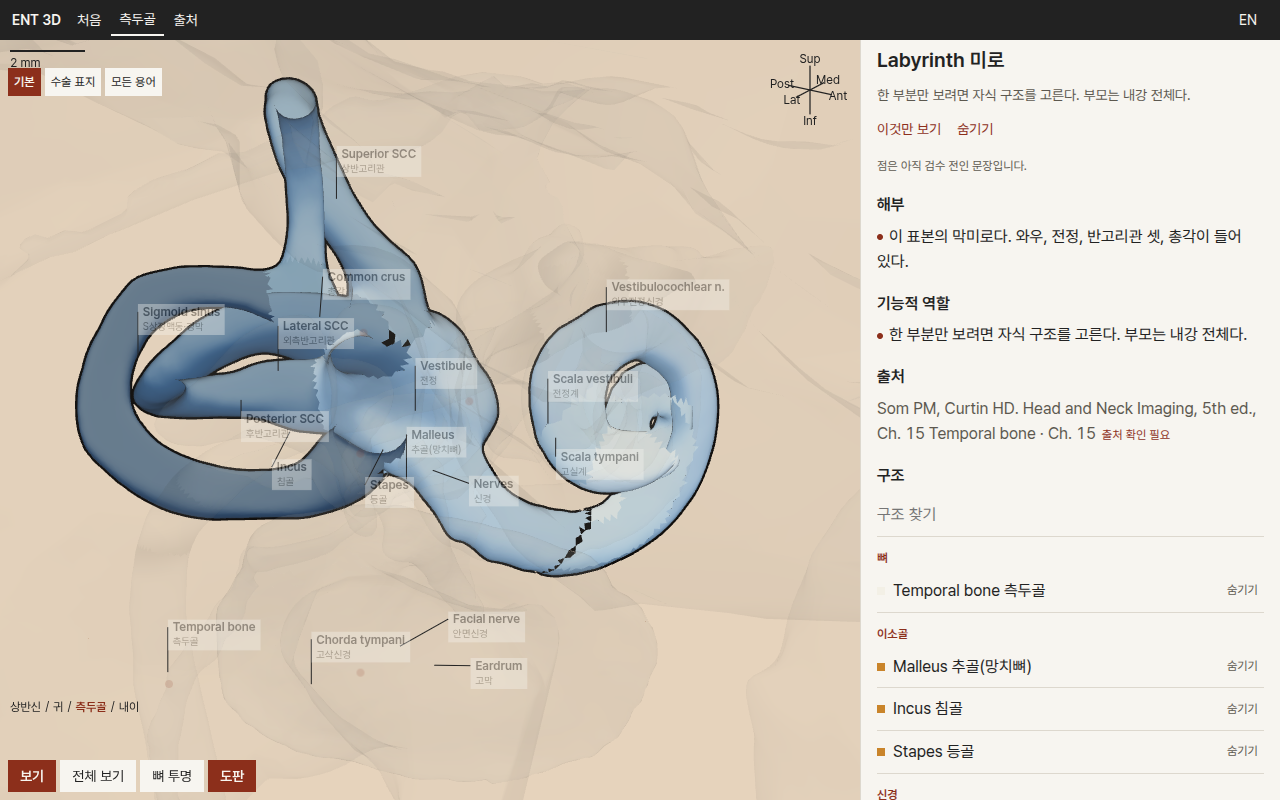 ENT 3D 처음 측두골 출처 EN
2 mm
기본 수술 표지 모든 용어
Sup
Post Med
Lat Ant
Inf
Superior SCC
상반고리관
Common crus
총각
Vestibulocochlear n.
와우전정신경
Sigmoid sinus
S상정맥동·경막
Lateral SCC
외측반고리관
Vestibule
전정
Scala vestibuli
전정계
Posterior SCC
후반고리관
Malleus
추골(망치뼈)
Scala tympani
고실계
Incus
침골
Stapes
등골
Nerves
신경
Temporal bone
측두골
Chorda tympani
고삭신경
Facial nerve
안면신경
Eardrum
고막
상반신 / 귀 / 측두골 / 내이
보기 전체 보기 뼈 투명 도판
Labyrinth 미로
한 부분만 보려면 자식 구조를 고른다. 부모는 내강 전체다.
이것만 보기 숨기기
점은 아직 검수 전인 문장입니다.
해부
이 표본의 막미로다. 와우, 전정, 반고리관 셋, 총각이 들어
있다.
기능적 역할
한 부분만 보려면 자식 구조를 고른다. 부모는 내강 전체다.
출처
Som PM, Curtin HD. Head and Neck Imaging, 5th ed.,
Ch. 15 Temporal bone · Ch. 15 출처 확인 필요
구조
구조 찾기
뼈
Temporal bone 측두골 숨기기
이소골
Malleus 추골(망치뼈) 숨기기
Incus 침골 숨기기
Stapes 등골 숨기기
신경